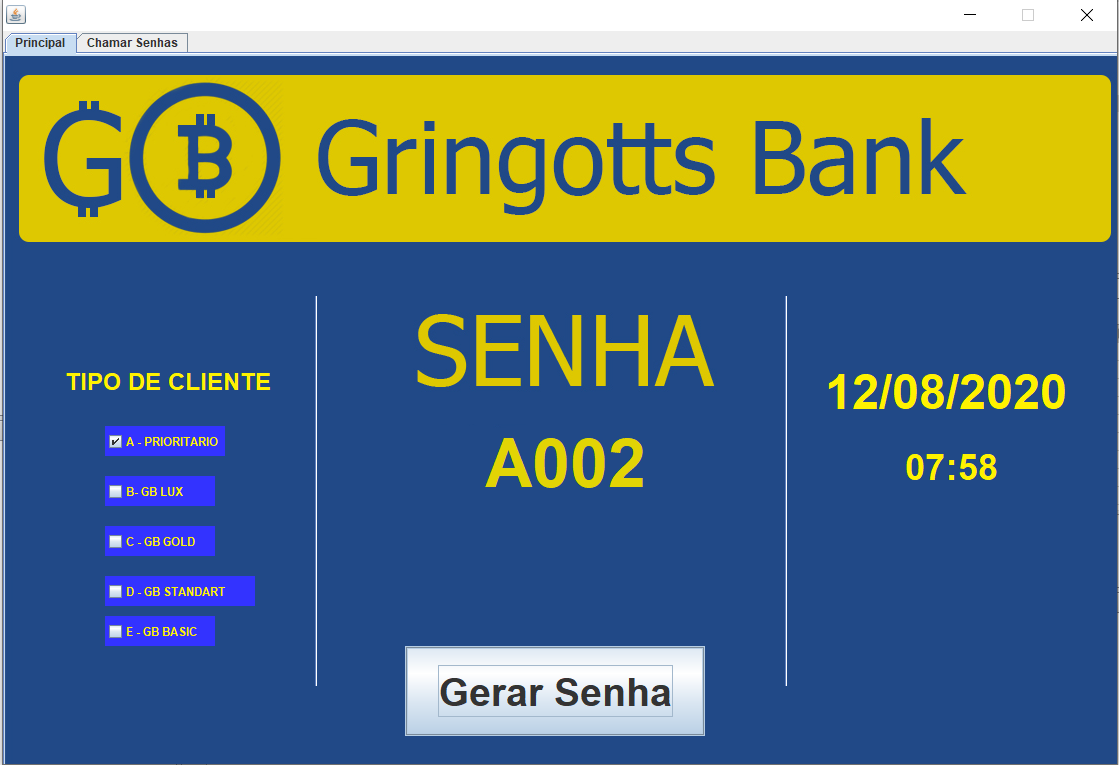 Principal
Chamar Senhas
G B Gringotts Bank
TIPO DE CLIENTE
A - PRIORITARIO
B- GB LUX
C - GB GOLD
D - GB STANDART
E - GB BASIC
SENHA
A002
Gerar Senha
12/08/2020
07:58